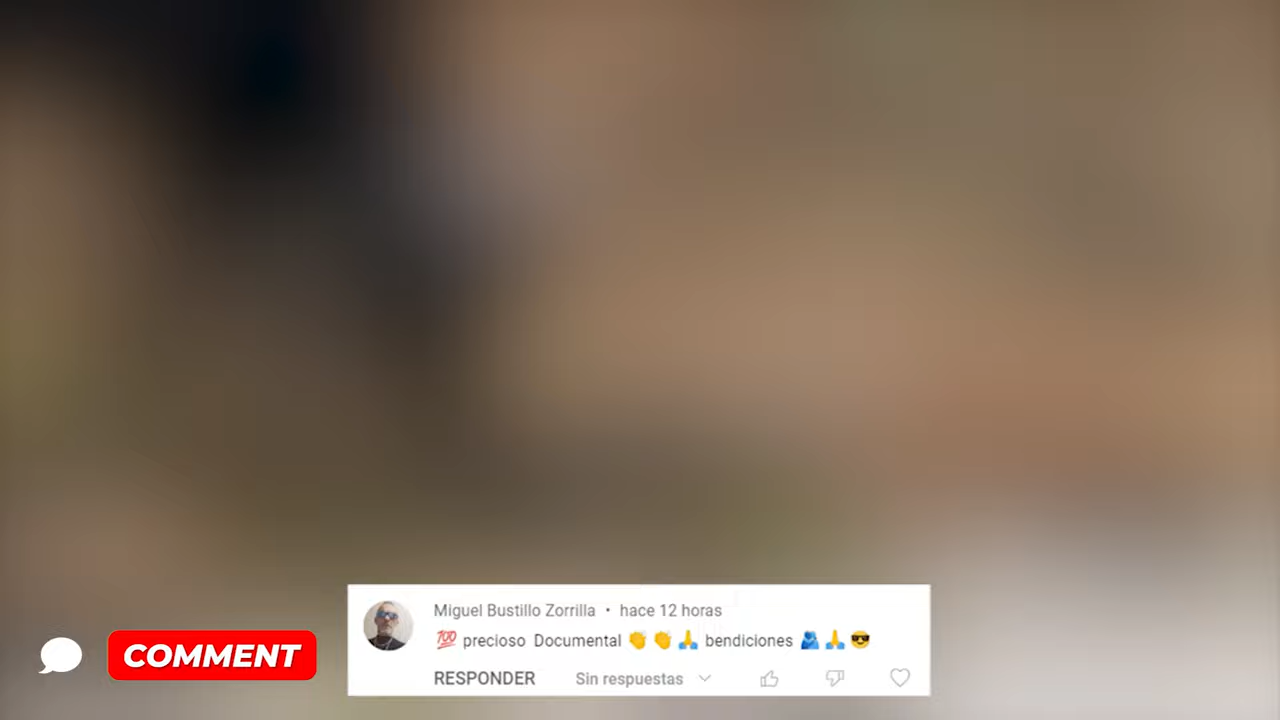 Miguel Bustillo Zorrilla • hace 12 horas
💯 precioso Documental 👏 👏 🙏 bendiciones 🫂 🙏 😎
COMMENT
RESPONDER Sin respuestas